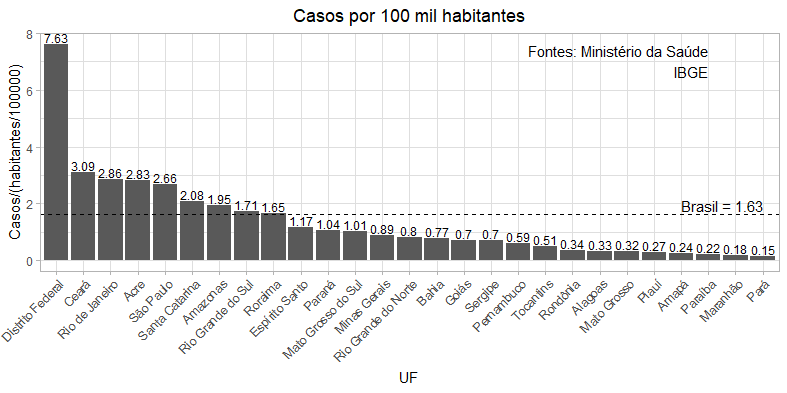 Casos por 100 mil habitantes
Fontes: Ministério da Saúde
IBGE
Casos/(habitantes/100000)
8
6
4
2
0
7.63
3.09
2.86
2.83
2.66
2.08
1.95
1.71
1.65
1.17
1.04
1.01
0.89
0.8
0.77
0.7
0.7
0.59
0.51
0.34
0.33
0.32
0.27
0.24
0.22
0.18
0.15
Brasil = 1.63
Distrito Federal
Ceará
Rio de Janeiro
Acre
São Paulo
Santa Catarina
Amazonas
Rio Grande do Sul
Roraima
Espírito Santo
Paraná
Mato Grosso do Sul
Minas Gerais
Rio Grande do Norte
Bahia
Goiás
Sergipe
Pernambuco
Tocantins
Rondônia
Alagoas
Mato Grosso
Piauí
Amapá
Paraíba
Maranhão
Pará
UF